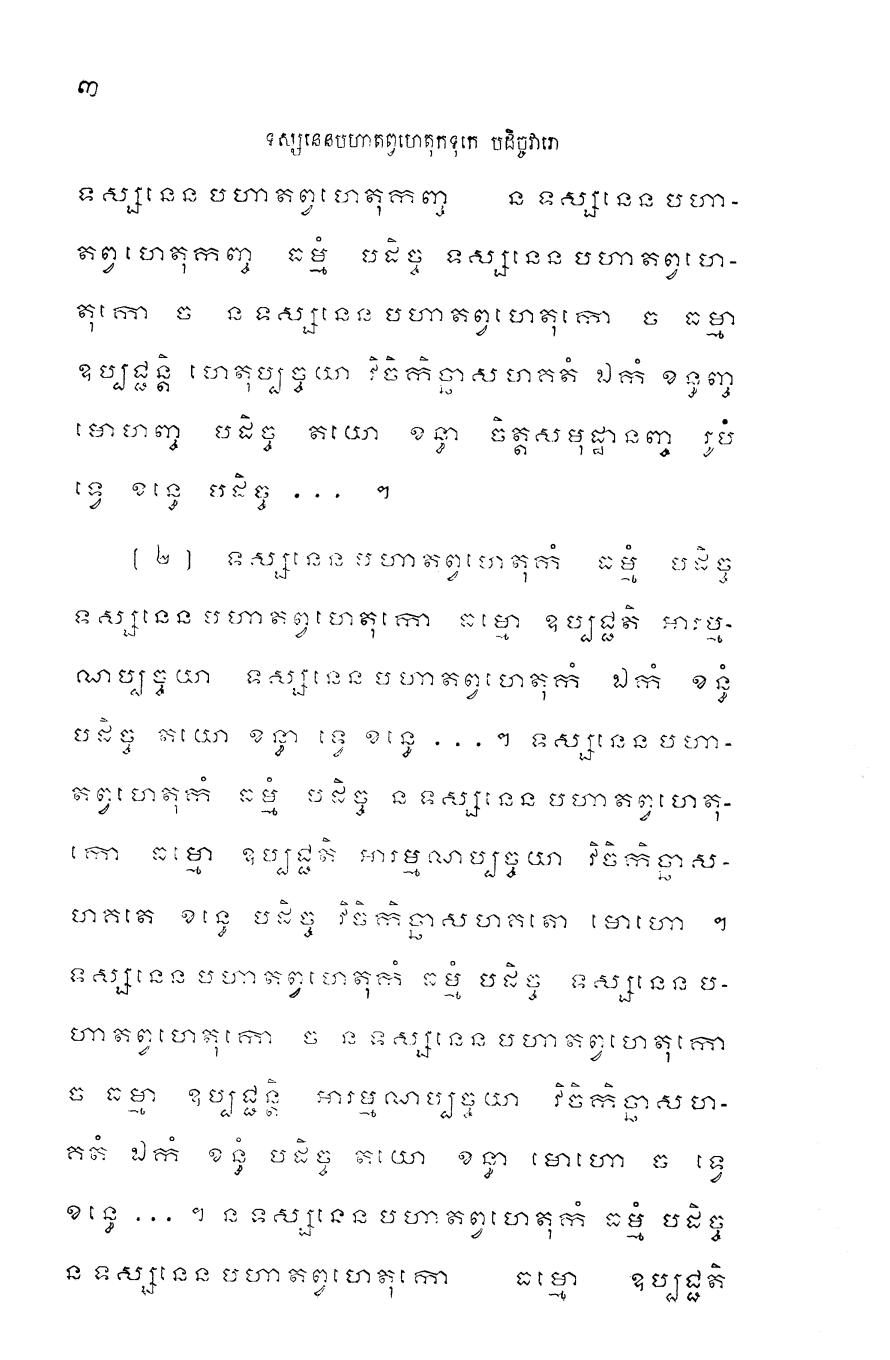 ៣
ទស្សនេនបហាតព្វហេតុកទុកេ បដិច្ចវារោ
ទស្សនេនបហាតព្វហេតុកញ្ច ន ទស្សនេនបហា-
តព្វហេតុកញ្ច ធម្មំ បដិច្ច ទស្សនេនបហាតព្វហេ-
តុកោ ច ន ទស្សនេនបហាតព្វហេតុកោ ច ធម្មា
ឧប្បជ្ជន្តិ ហេតុប្បច្ចយា វិចិកិច្ឆាសហគតំ ឯកំ ខន្ធញ្ច
មោហញ្ច បដិច្ច តយោ ខន្ធា ចិត្តសមុដ្ឋានញ្ច រូបំ
ទ្វេ ខន្ធេ បដិច្ច ... ។
[ ២ ] ទស្សនេនបហាតព្វហេតុកំ ធម្មំ បដិច្ច
ទស្សនេនបហាតព្វហេតុកោ ធម្មោ ឧប្បជ្ជតិ អារម្ម-
ណប្បច្ចយា ទស្សនេនបហាតព្វហេតុកំ ឯកំ ខន្ធំ
បដិច្ច តយោ ខន្ធា ទ្វេ ខន្ធេ ... ។ ទស្សនេនបហា-
តព្វហេតុកំ ធម្មំ បដិច្ច ន ទស្សនេនបហាតព្វហេតុ-
កោ ធម្មោ ឧប្បជ្ជតិ អារម្មណប្បច្ចយា វិចិកិច្ឆាស-
ហគតេ ខន្ធេ បដិច្ច វិចិកិច្ឆាសហគតោ មោហោ ។
ទស្សនេនបហាតព្វហេតុកំ ធម្មំ បដិច្ច ទស្សនេនប-
ហាតព្វហេតុកោ ច ន ទស្សនេនបហាតព្វហេតុកោ
ច ធម្មា ឧប្បជ្ជន្តិ អារម្មណប្បច្ចយា វិចិកិច្ឆាសហ-
គតំ ឯកំ ខន្ធំ បដិច្ច តយោ ខន្ធា មោហោ ច ទ្វេ
ខន្ធេ ... ។ ន ទស្សនេនបហាតព្វហេតុកំ ធម្មំ បដិច្ច
ន ទស្សនេនបហាតព្វហេតុកោ ធម្មោ ឧប្បជ្ជតិ